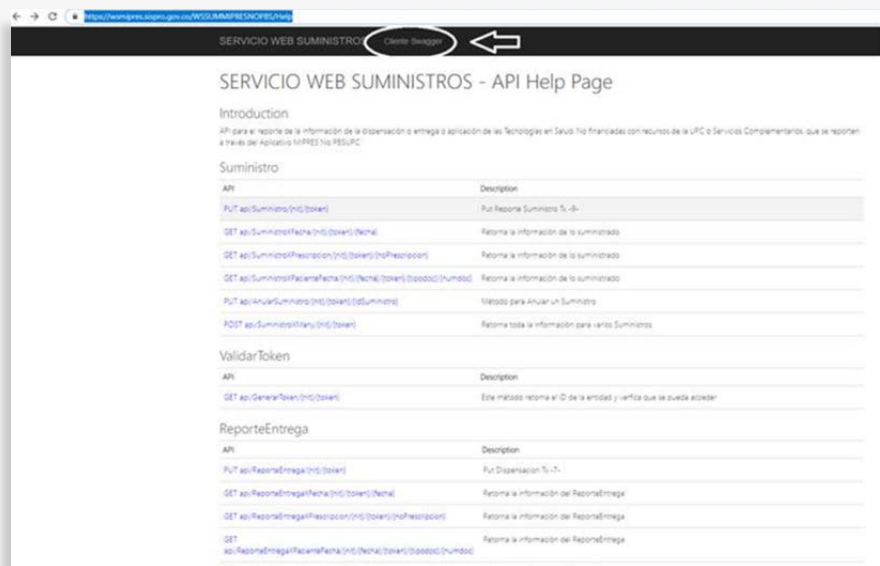 https://wsmipres.sispro.gov.co/WSSUMMIPRESNOPBS/Help
SERVICIO WEB SUMINISTROS Cliente Swagger
SERVICIO WEB SUMINISTROS - API Help Page
Introduction
API para el reporte de la información de la dispensación o entrega o aplicación de las Tecnologías en Salud No financiadas con recursos de la UPC o Servicios Complementarios, que se reporten
a través del Aplicativo MIPRES No PBSUPC
Suministro
API Description
PUT api/Suministro/{nit}/{token} Put Reporte Suministro Tx -9-
GET api/SuministroXFecha/{nit}/{token}/{fecha} Retorna la información de lo suministrado
GET api/SuministroXPrescripcion/{nit}/{token}/{noPrescripcion} Retorna la información de lo suministrado
GET api/SuministroXPacienteFecha/{nit}/{fecha}/{token}/{tipodoc}/{numdoc} Retorna la información de lo suministrado
PUT api/AnularSuministro/{nit}/{token}/{idSuministro} Método para Anular un Suministro
POST api/SuministroXMany/{nit}/{token} Retorna toda la información para varios Suministros
ValidarToken
API Description
GET api/GenerarToken/{nit}/{token} Este método retorna el ID de la entidad y verifica que se pueda acceder
ReporteEntrega
API Description
PUT api/ReporteEntrega/{nit}/{token} Put Dispensacion Tx -7-
GET api/ReporteEntregaXFecha/{nit}/{token}/{fecha} Retorna la información del ReporteEntrega
GET api/ReporteEntregaXPrescripcion/{nit}/{token}/{noPrescripcion} Retorna la información del ReporteEntrega
GET Retorna la información del ReporteEntrega
api/ReporteEntregaXPacienteFecha/{nit}/{fecha}/{token}/{tipodoc}/{numdoc}